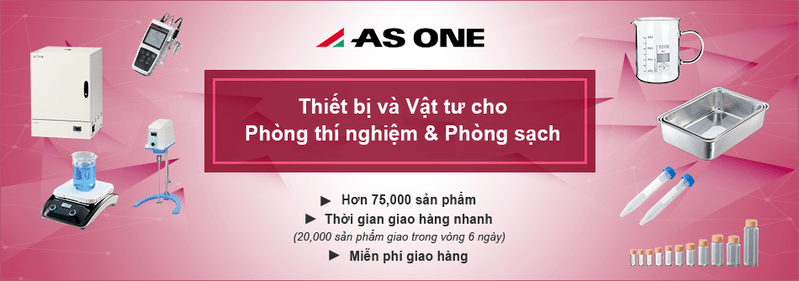 AS ONE
Thiết bị và Vật tư cho
Phòng thí nghiệm & Phòng sạch
Hơn 75,000 sản phẩm
Thời gian giao hàng nhanh
(20,000 sản phẩm giao trong vòng 6 ngày)
Miễn phí giao hàng